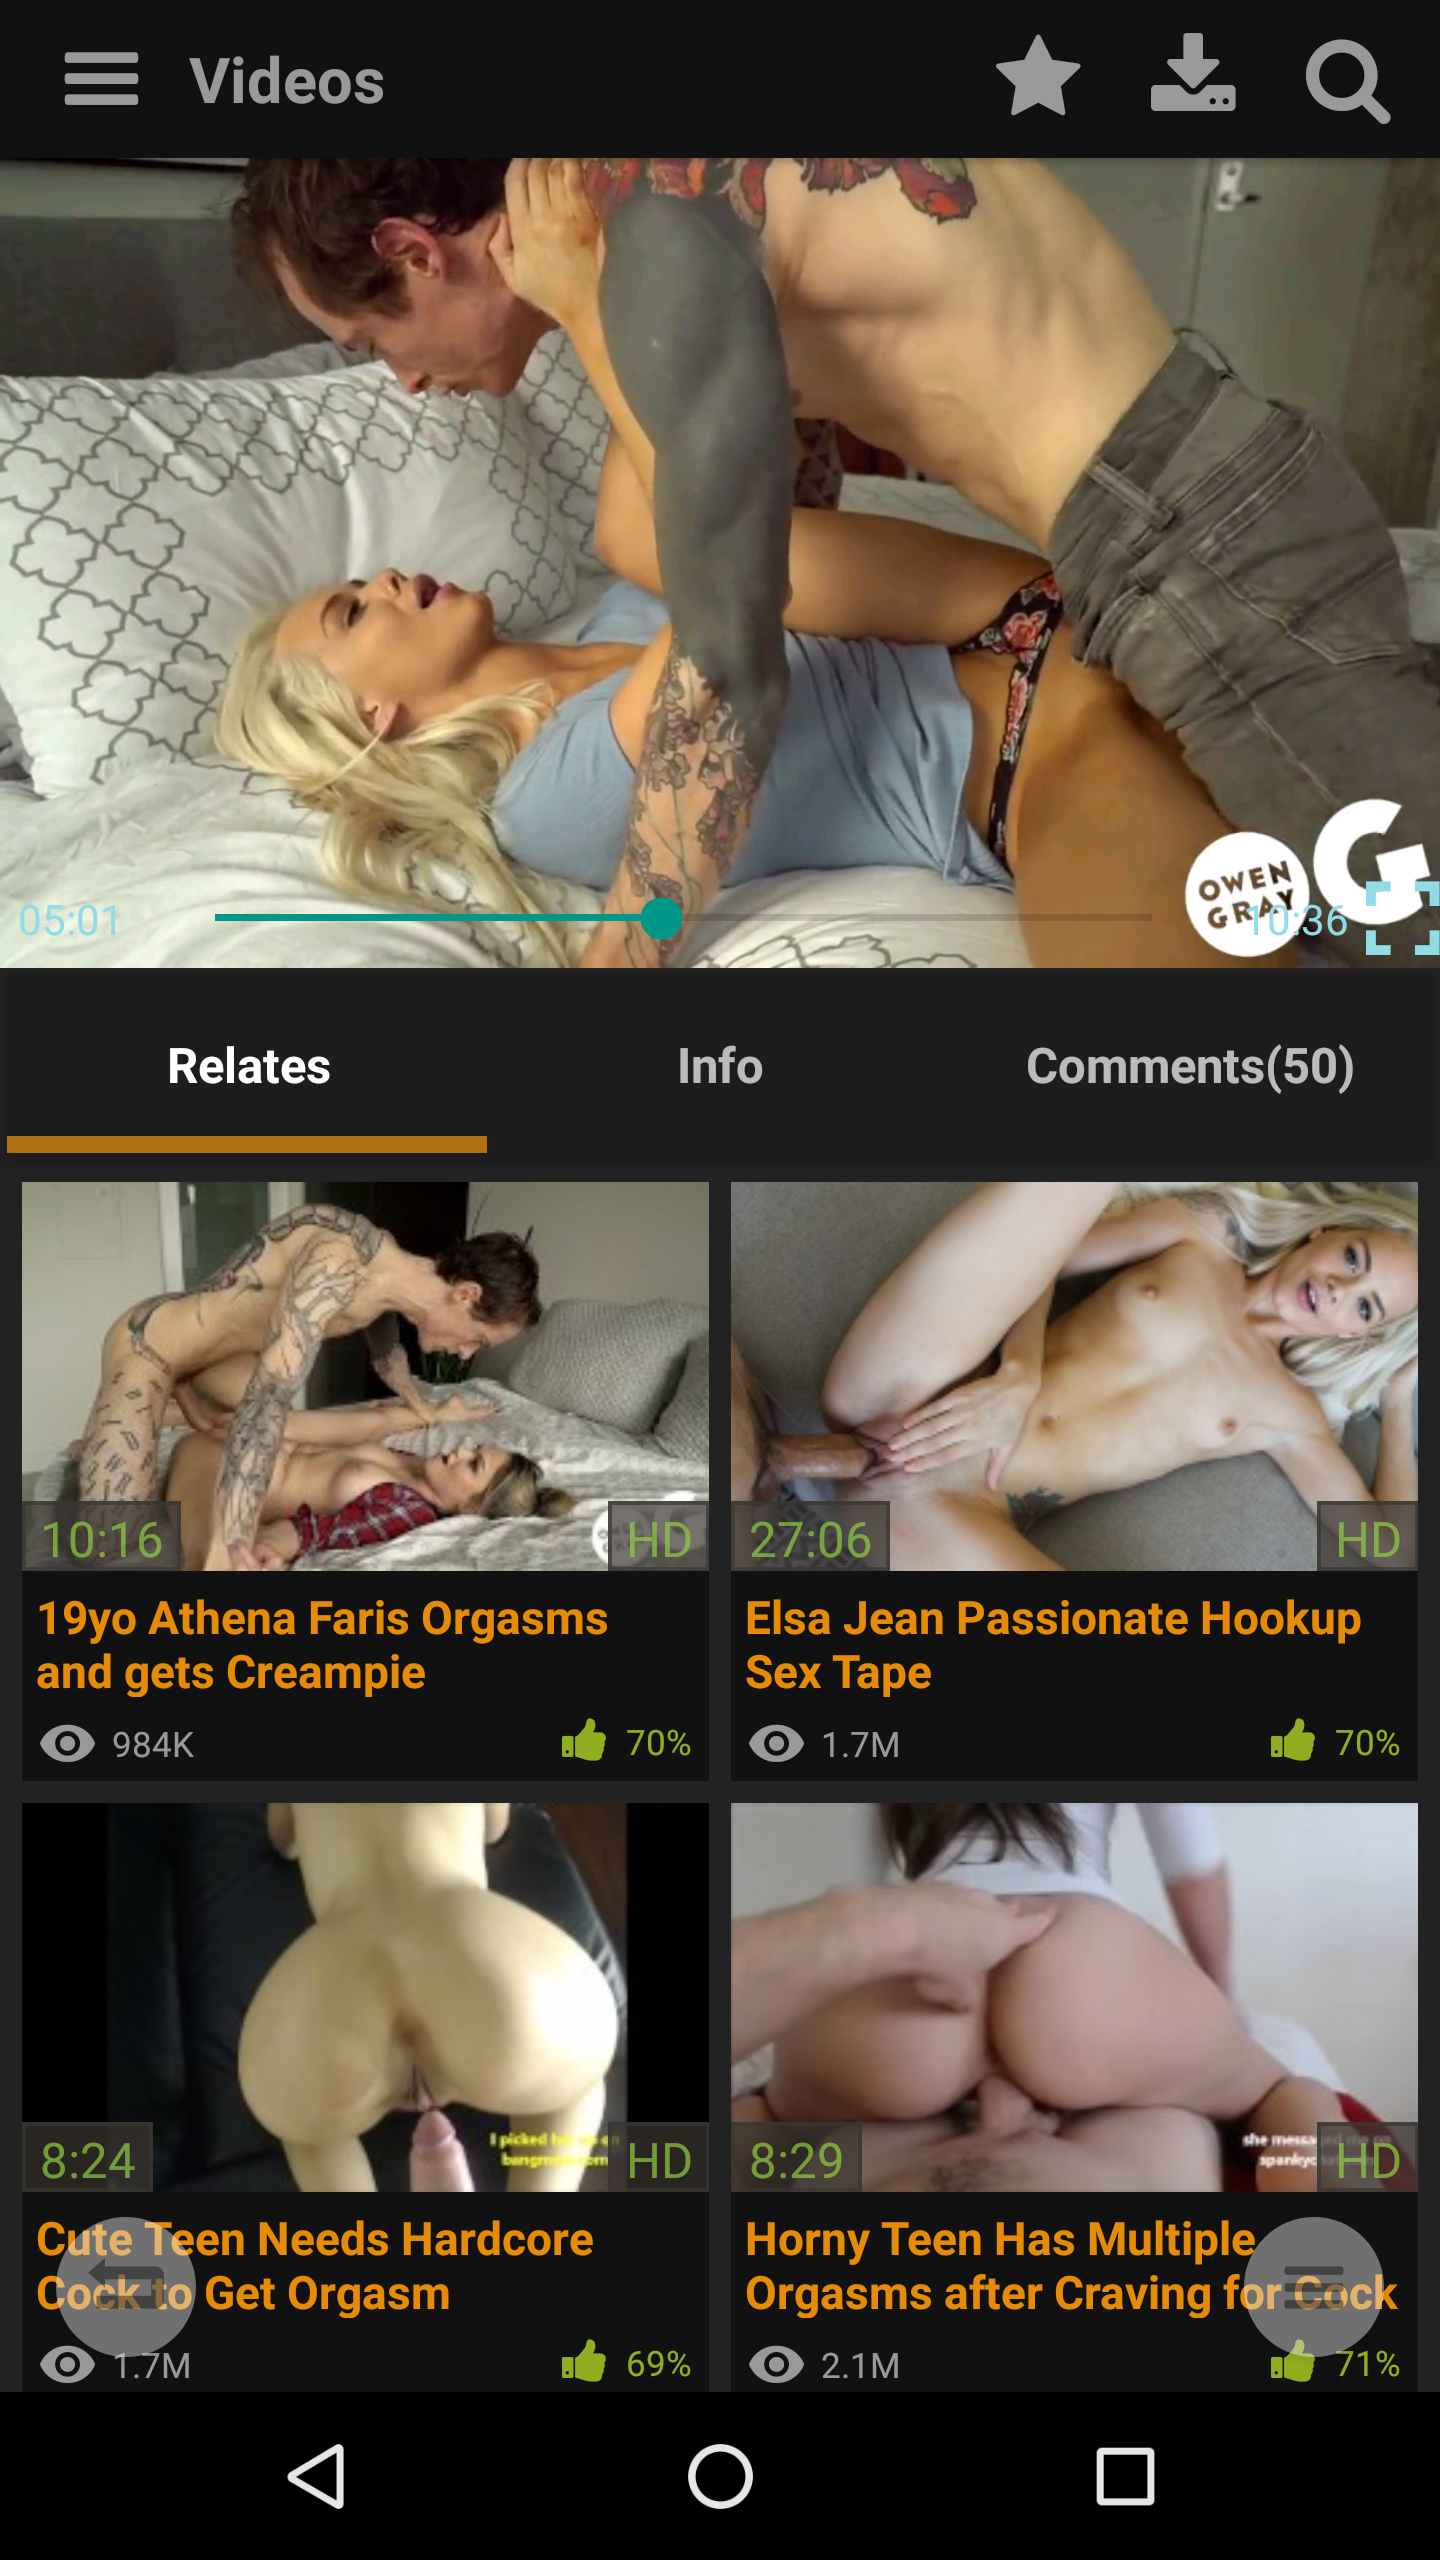 Videos
OWEN
GRAY
05:01
10:36
Relates
Info
Comments(50)
10:16
HD
27:06
HD
19yo Athena Faris Orgasms
and gets Creampie
Elsa Jean Passionate Hookup
Sex Tape
984K
70%
1.7M
70%
I picked
8:24
HD
she
8:29
HD
Cute Teen Needs Hardcore
Cock to Get Orgasm
Horny Teen Has Multiple
Orgasms after Craving for Cock
1.7M
69%
2.1M
71%